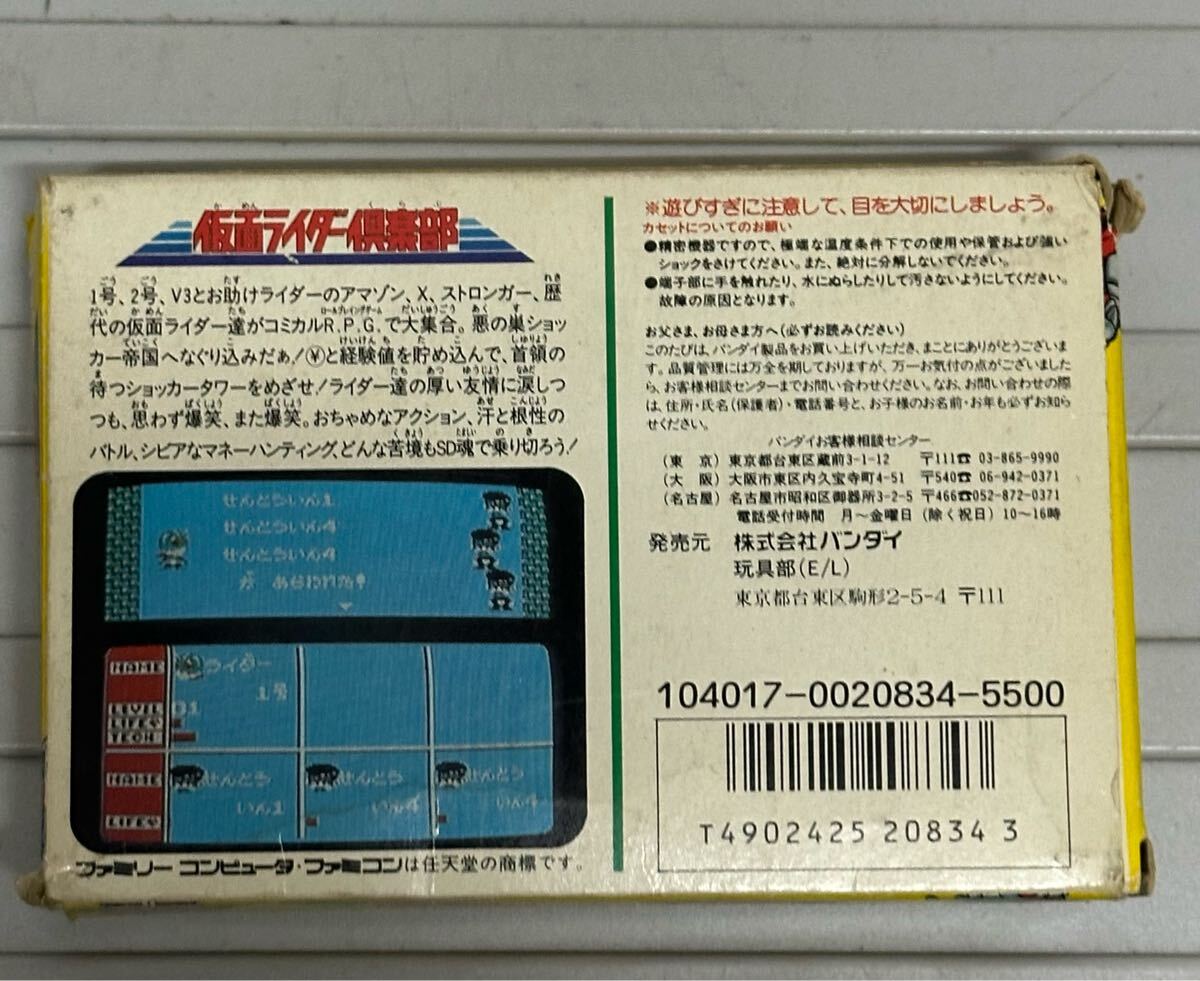 仮面ライダー倶楽部
1号、2号、V3とお助けライダーのアマゾン、X、ストロンガー、歴
代の仮面ライダー達がコミカルR.P.G.で大集合。悪の巣ショッ
カー帝国へなぐり込みだぁ!¥と経験値を貯め込んで、首領の
待つショッカータワーをめざせ!ライダー達の厚い友情に涙しつ
つも、思わず爆笑、また爆笑。おちゃめなアクション、汗と根性の
バトル、シビアなマネーハンティング、どんな苦境もSD魂で乗り切ろう!
せんとういん1
せんとういん4
せんとういん4
が あらわれた!
NAME
ライダー
1号
LEVEL
01
LIFE
TECH
NAME
せんとう
いん1
せんとう
いん4
せんとう
いん4
LIFE
ファミリーコンピュータ・ファミコンは任天堂の商標です。
※遊びすぎに注意して、目を大切にしましょう。
カセットについてのお願い
●精密機器ですので、極端な温度条件下での使用や保管および強い
ショックをさけてください。また、絶対に分解しないでください。
●端子部に手を触れたり、水にぬらしたりして汚さないようにしてください。
故障の原因となります。
お父さま、お母さま方へ(必ずお読みください)
このたびは、バンダイ製品をお買い上げいただき、まことにありがとうございま
す。品質管理には万全を期しておりますが、万一お気付の点がございました
ら、お客様相談センターまでお問い合わせください。なお、お問い合わせの際
は、住所・氏名(保護者)・電話番号と、お子様のお名前・お年も必ずお知ら
せください。
バンダイお客様相談センター
(東 京) 東京都台東区蔵前3-1-12 〒111☎03-865-9990
(大 阪) 大阪市東区内久宝寺町4-51 〒540☎06-942-0371
(名古屋) 名古屋市昭和区御器所3-2-5 〒466☎052-872-0371
電話受付時間 月〜金曜日(除く祝日)10〜16時
発売元 株式会社バンダイ
玩具部(E/L)
東京都台東区駒形2-5-4 〒111
104017-0020834-5500
T4902425 20834 3